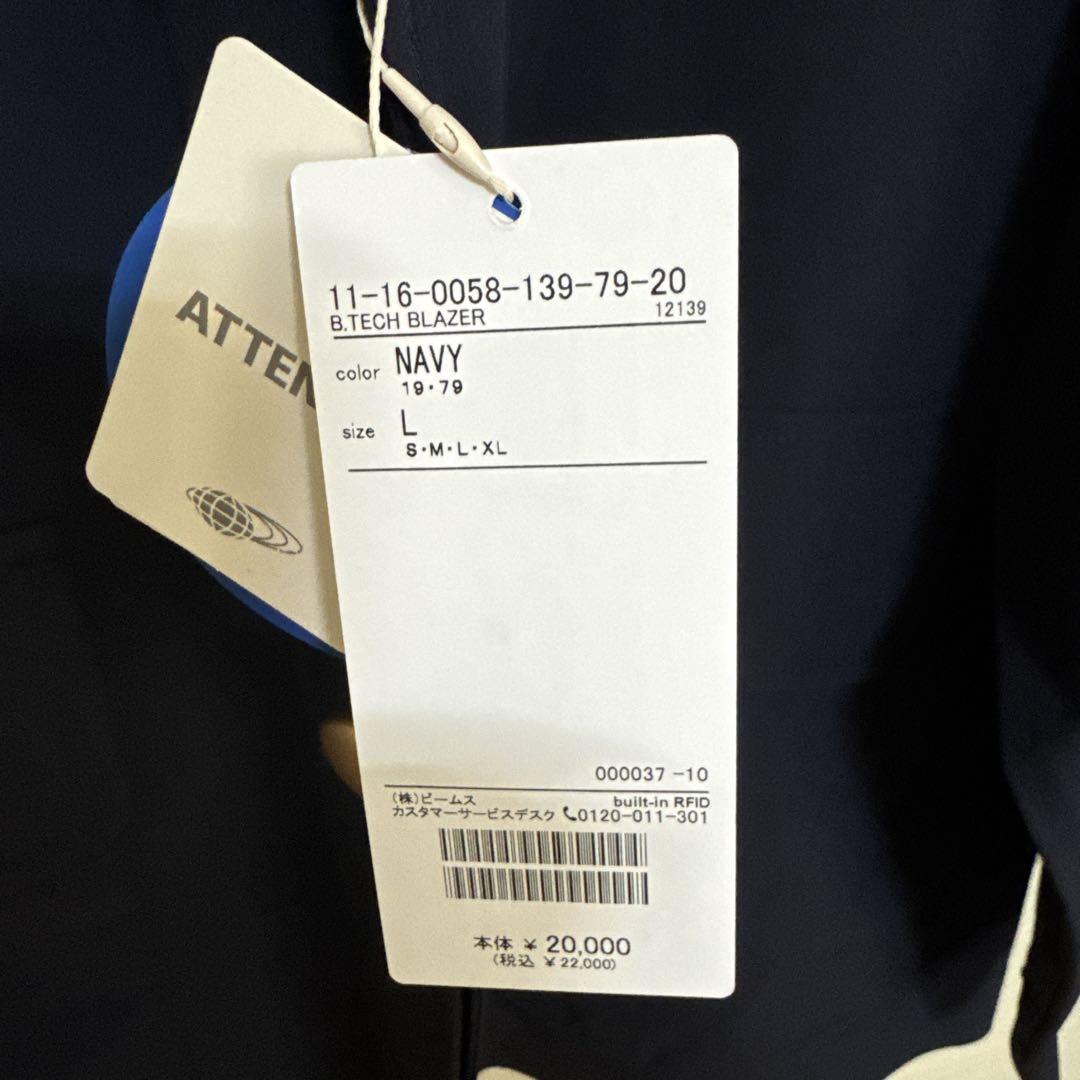 ATTEN
11-16-0058-139-79-20
B.TECH BLAZER 12139
color NAVY
19・79
size L
S・M・L・XL
000037 -10
(株)ビームス built-in RFID
カスタマーサービスデスク 0120-011-301
本体 ¥ 20,000
(税込 ¥22,000)